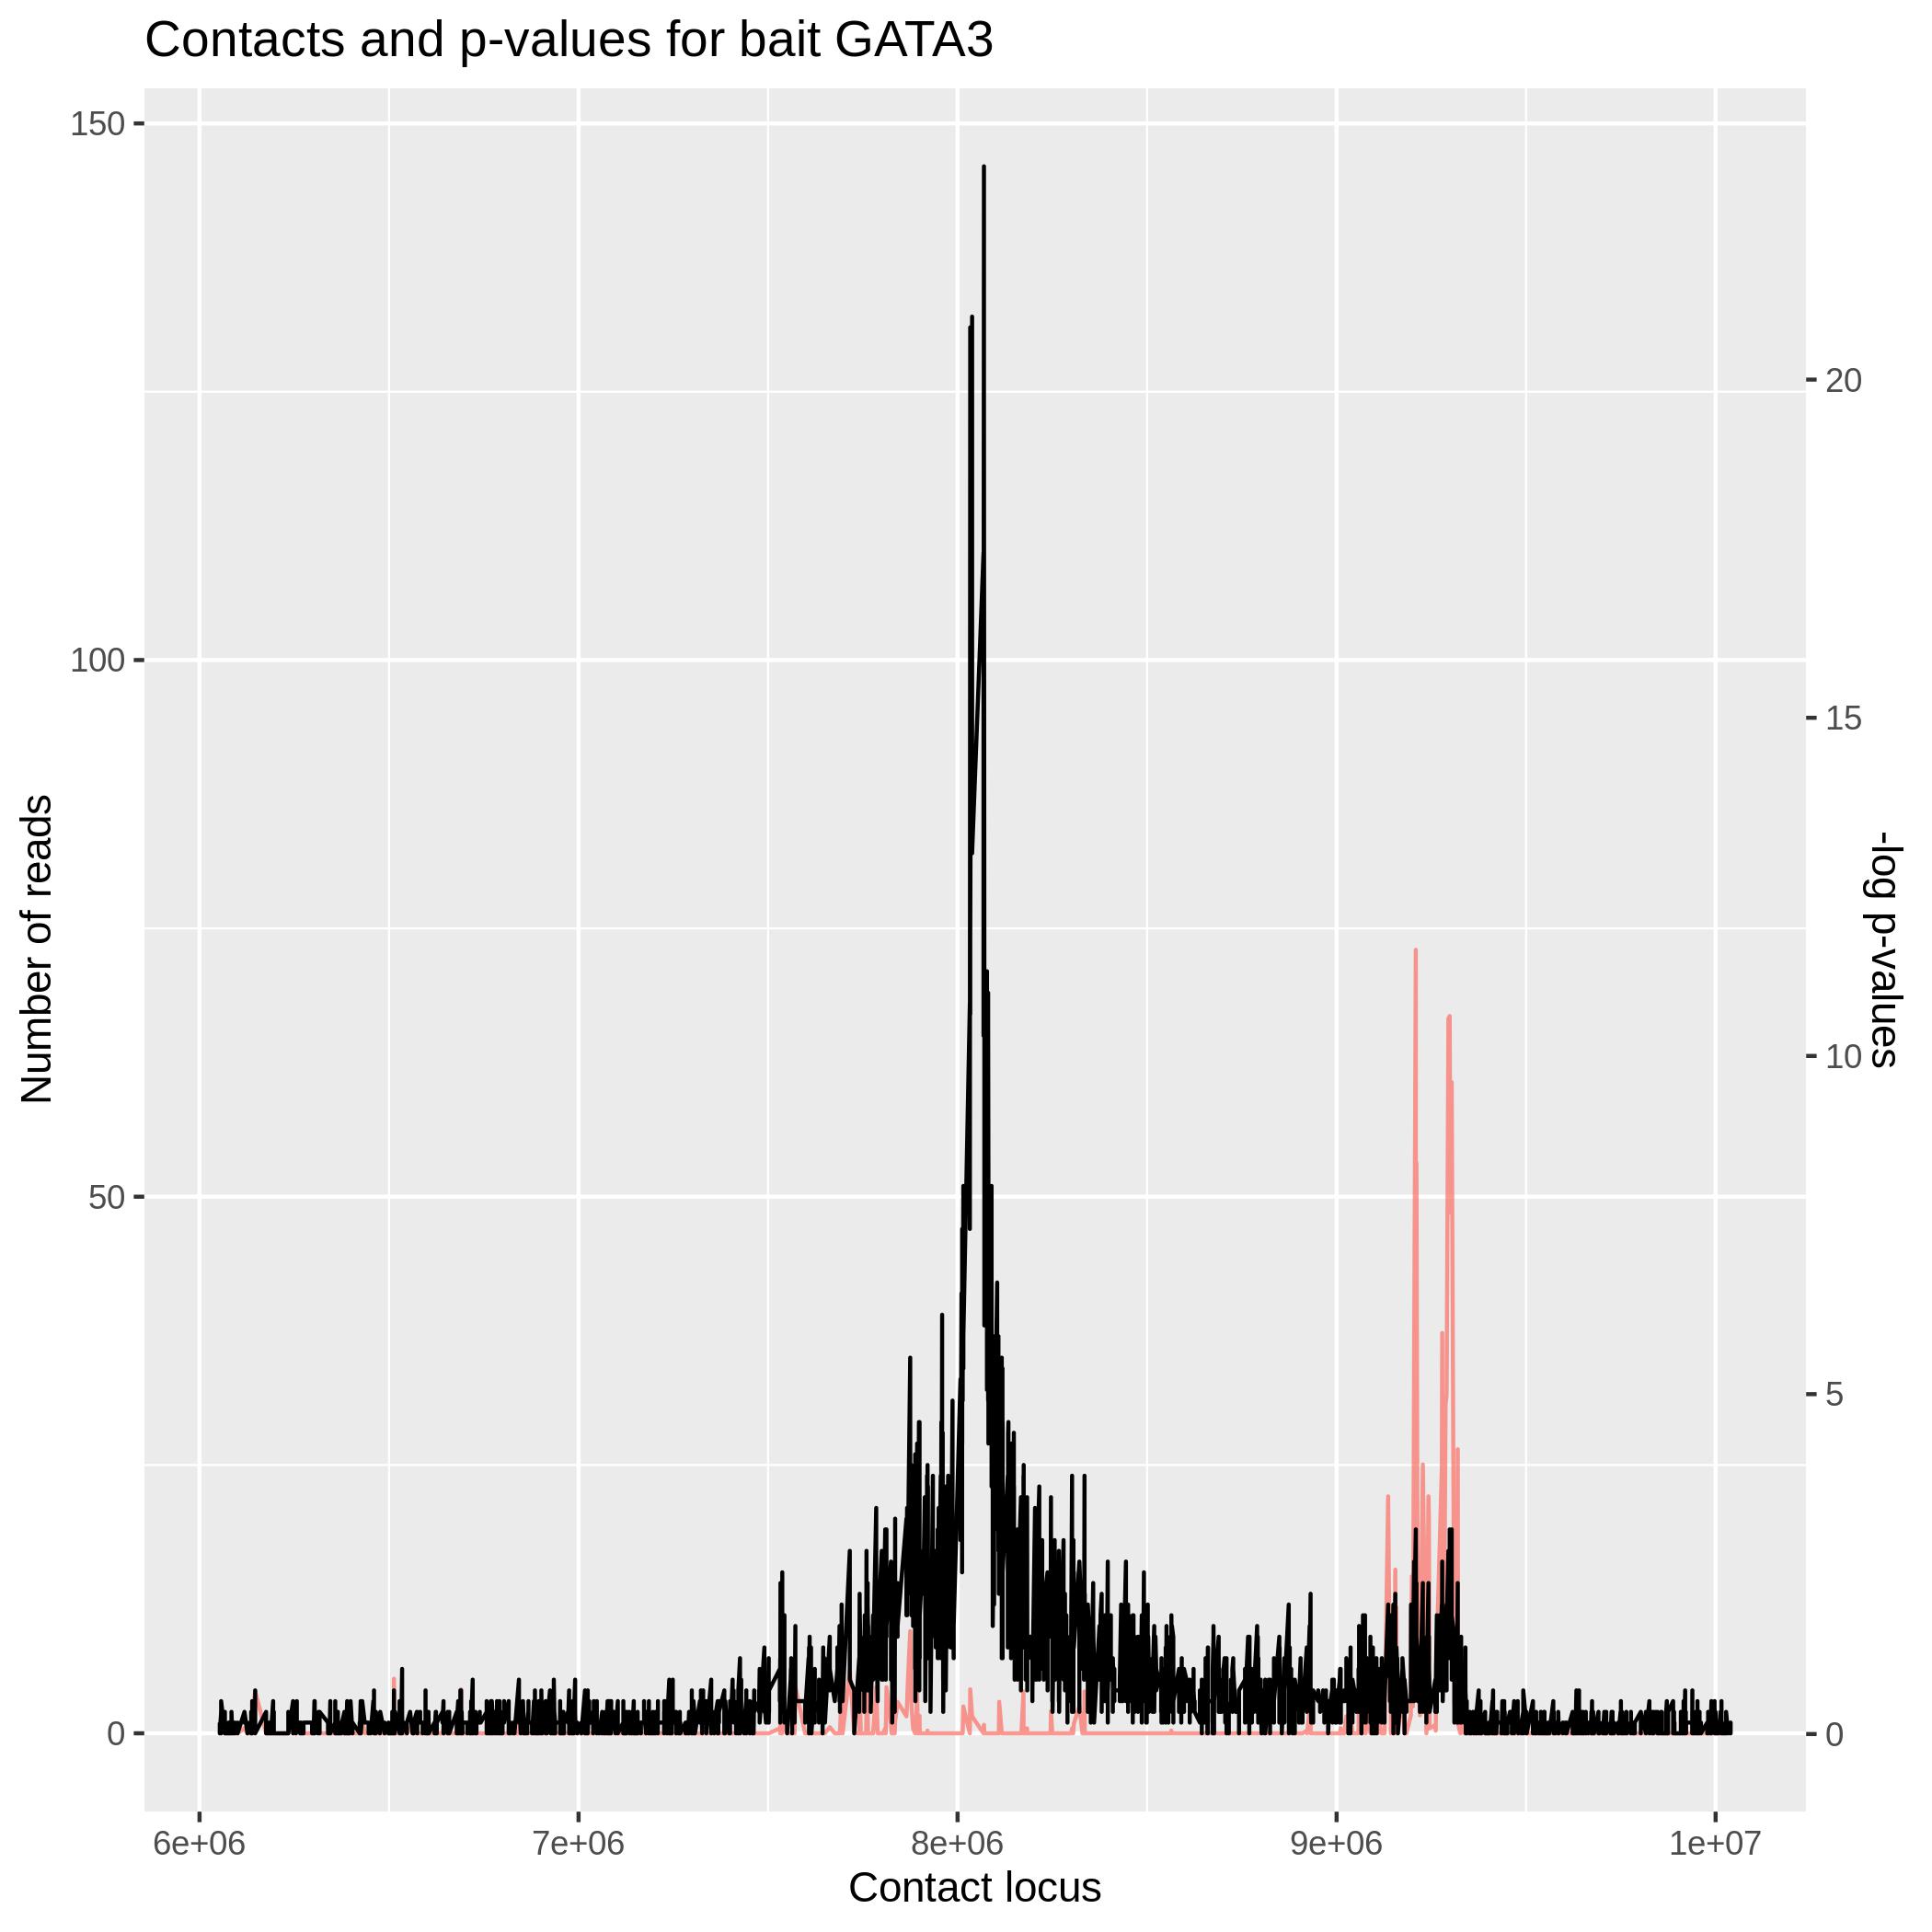 Contacts and p-values for bait GATA3
150
100
50
0
Number of reads
20
15
10
5
0
-log p-values
6e+06
7e+06
8e+06
9e+06
1e+07
Contact locus